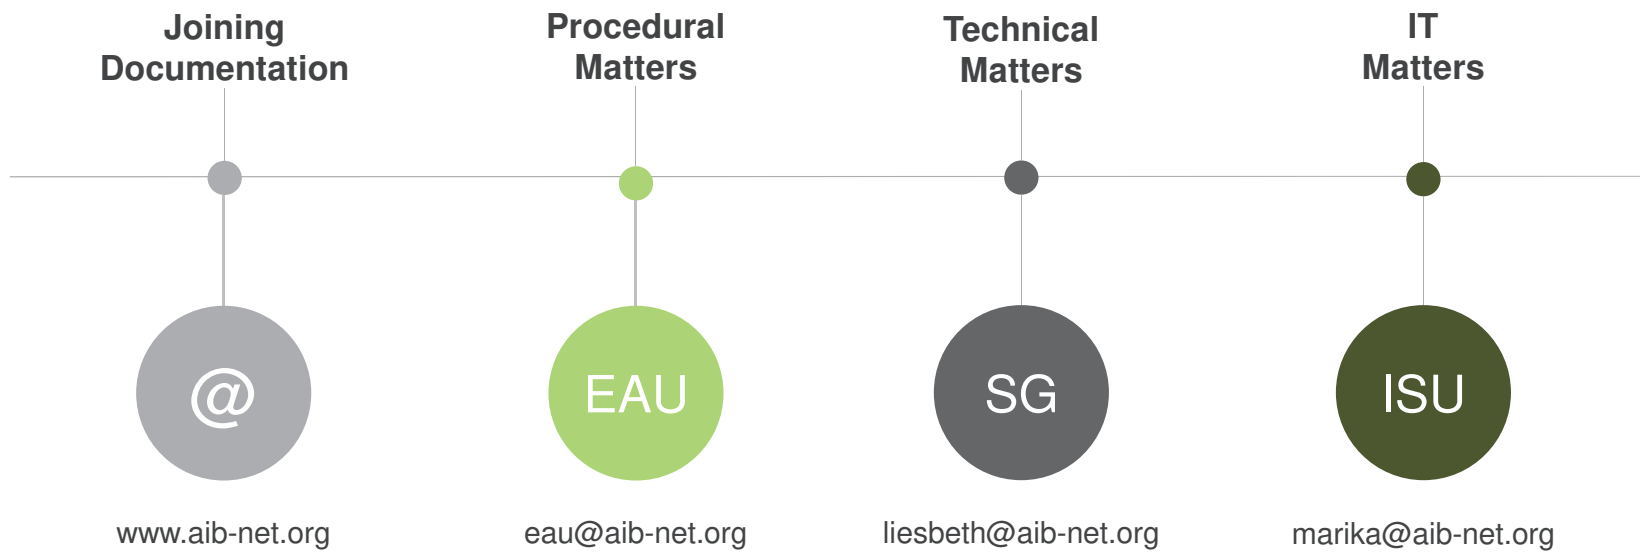 Joining
Documentation
Procedural
Matters
Technical
Matters
IT
Matters
@
EAU
SG
ISU
www.aib-net.org
eau@aib-net.org
liesbeth@aib-net.org
marika@aib-net.org